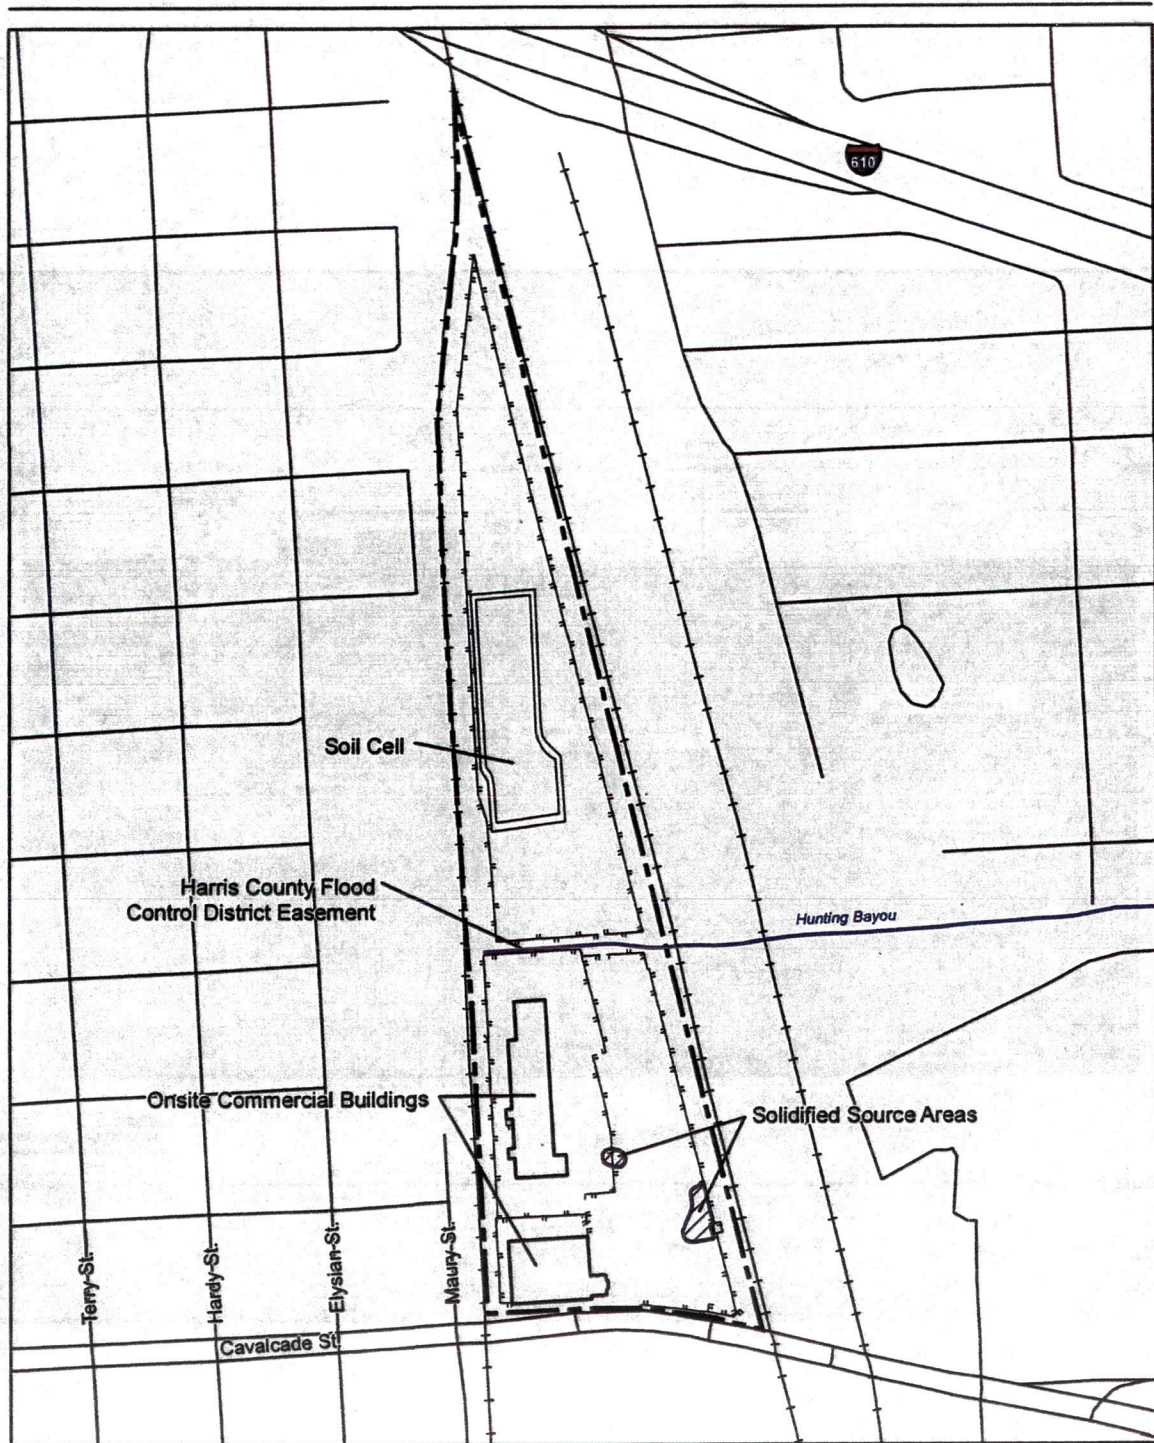 610
Soil Cell
Harris County Flood
Control District Easement
Hunting Bayou
Onsite Commercial Buildings
Solidified Source Areas
Terry St.
Hardy St.
Elysian St.
Maury St.
Cavalcade St.